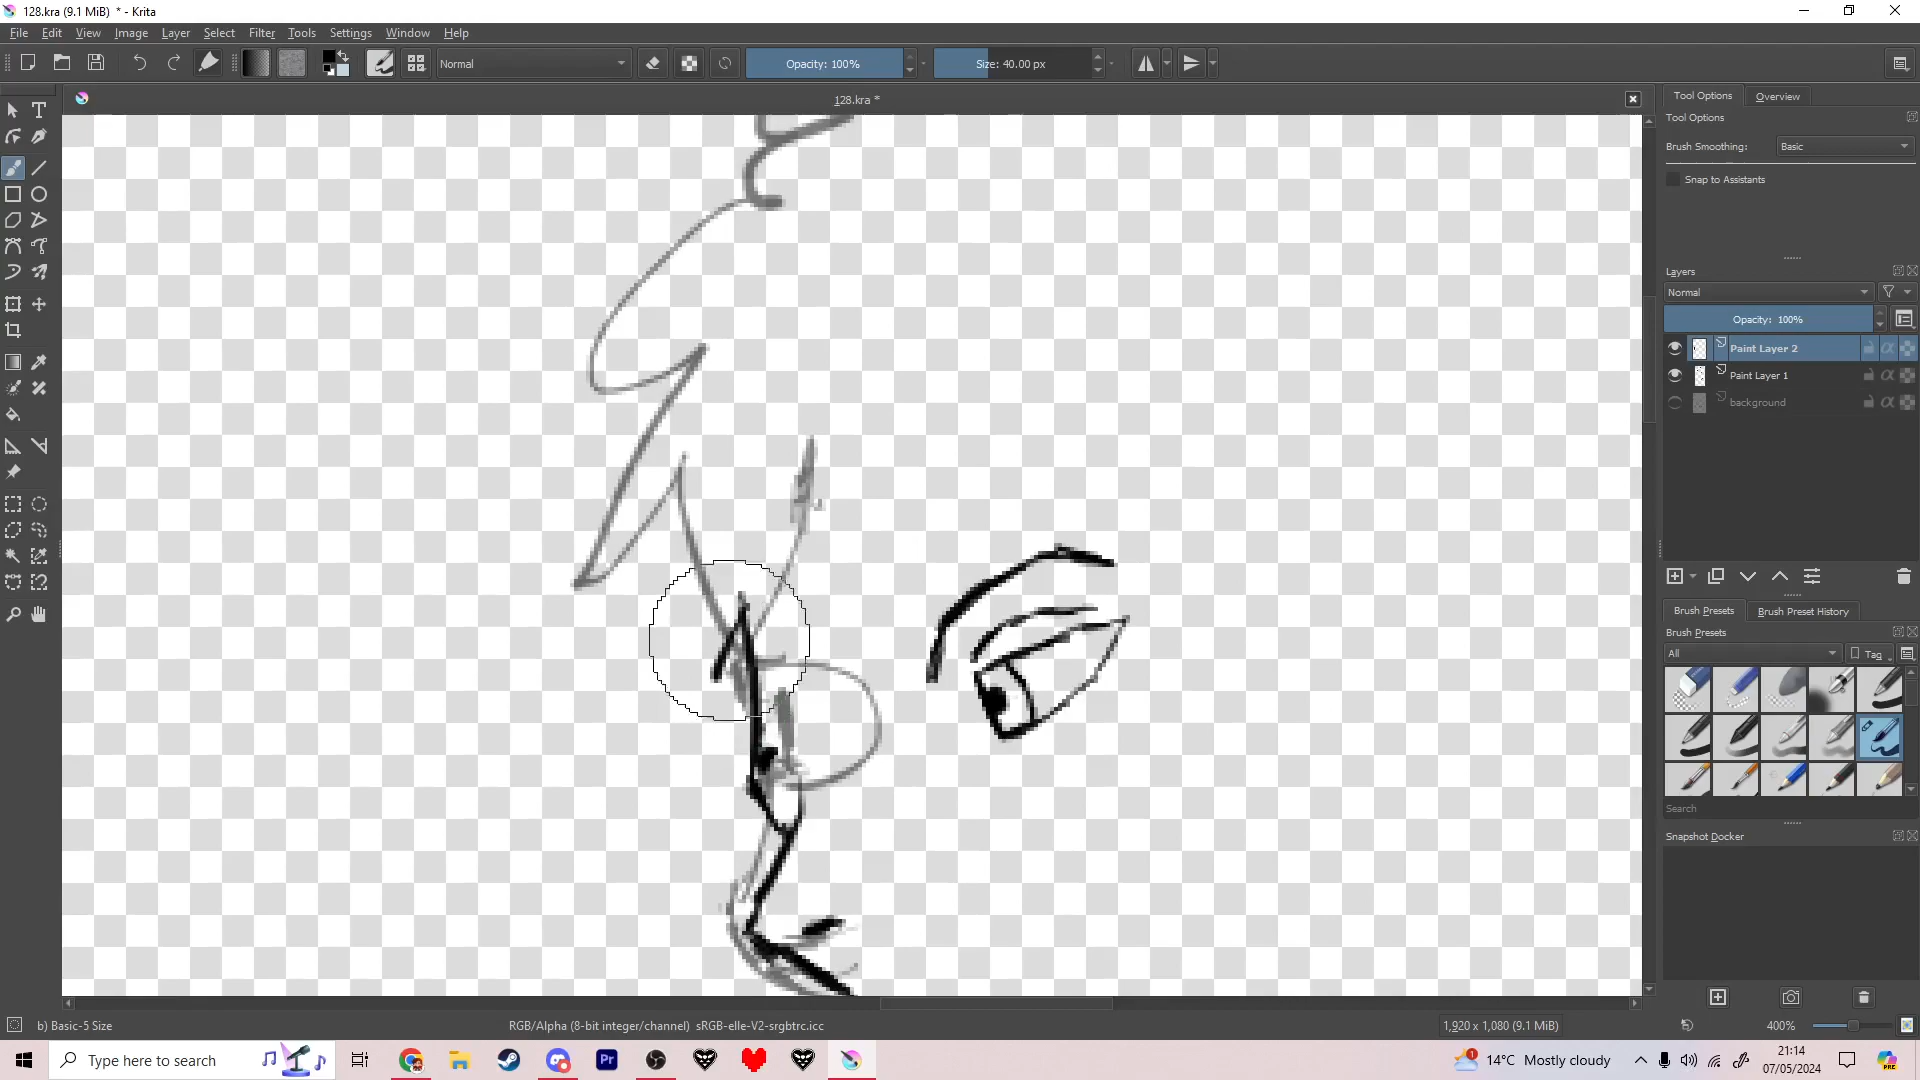 128.kra (9.1 MiB)  * - Krita
File Edit View Image Layer Select Filter Tools Settings Window Help
Normal Opacity: 100% Size: 40.00 px
128.kra *
Tool Options Overview
Tool Options
Brush Smoothing: Basic
Snap to Assistants
Layers
Normal
Opacity: 100%
Paint Layer 2
Paint Layer 1
background
Brush Presets Brush Preset History
Brush Presets
All Tag
Search
Snapshot Docker
b) Basic-5 Size RGB/Alpha (8-bit integer/channel) sRGB-elle-V2-srgbtrc.icc 1,920 x 1,080 (9.1 MiB) 400%
Type here to search Pr 1 14°C Mostly cloudy 21:14
07/05/2024
PRE